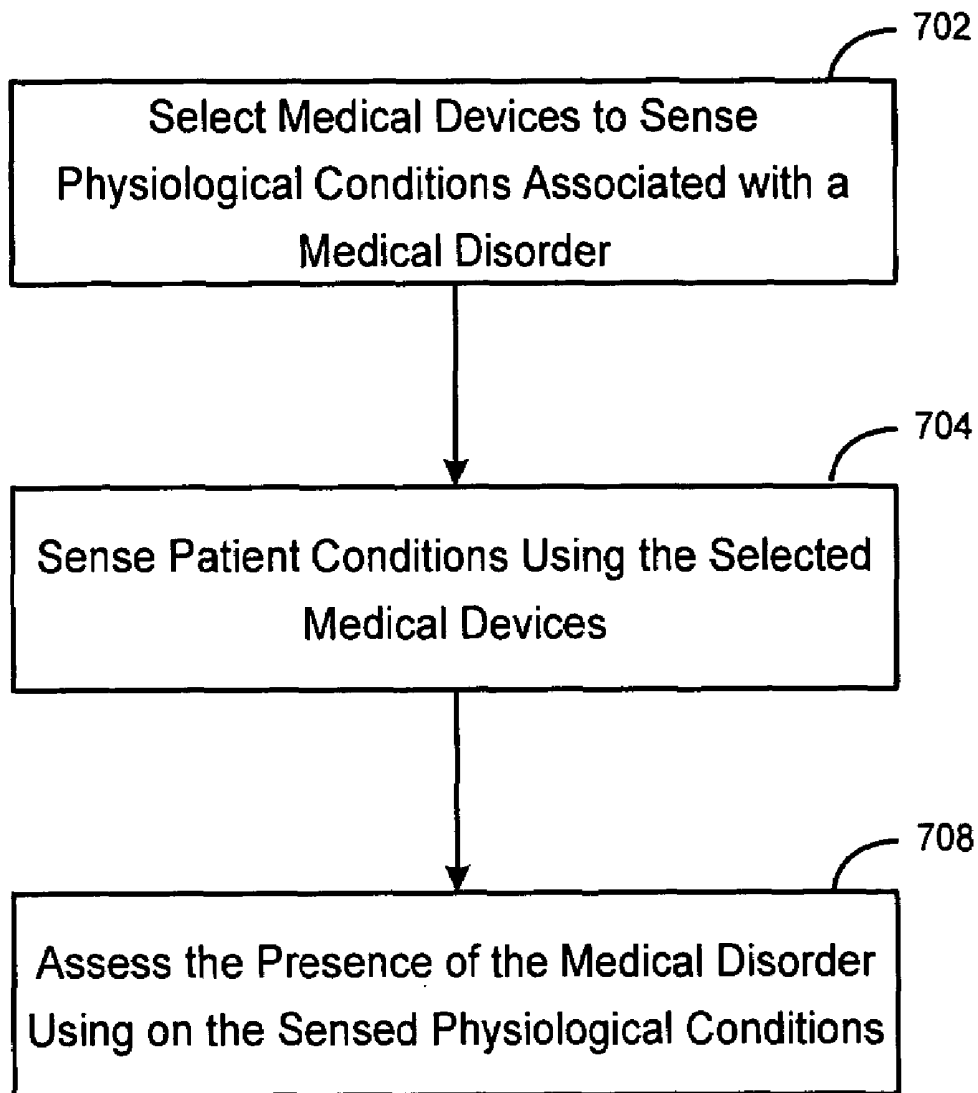 702
Select Medical Devices to Sense
Physiological Conditions Associated with a
Medical Disorder
704
Sense Patient Conditions Using the Selected
Medical Devices
708
Assess the Presence of the Medical Disorder
Using on the Sensed Physiological Conditions